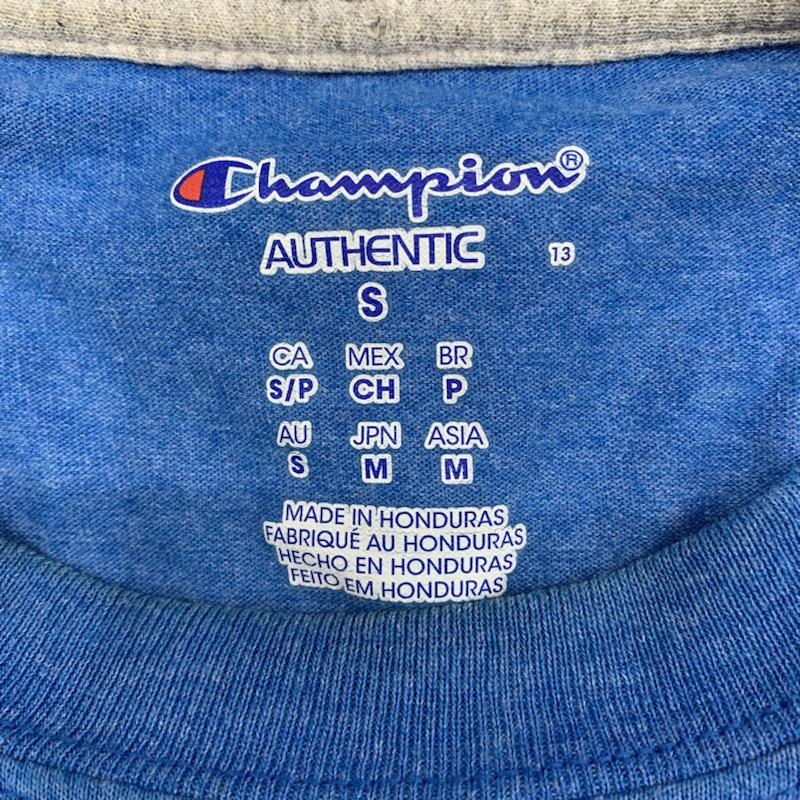 Champion®
AUTHENTIC 13
S
CA MEX BR
S/P CH P
AU JPN ASIA
S M M
MADE IN HONDURAS
FABRIQUÉ AU HONDURAS
HECHO EN HONDURAS
FEITO EM HONDURAS